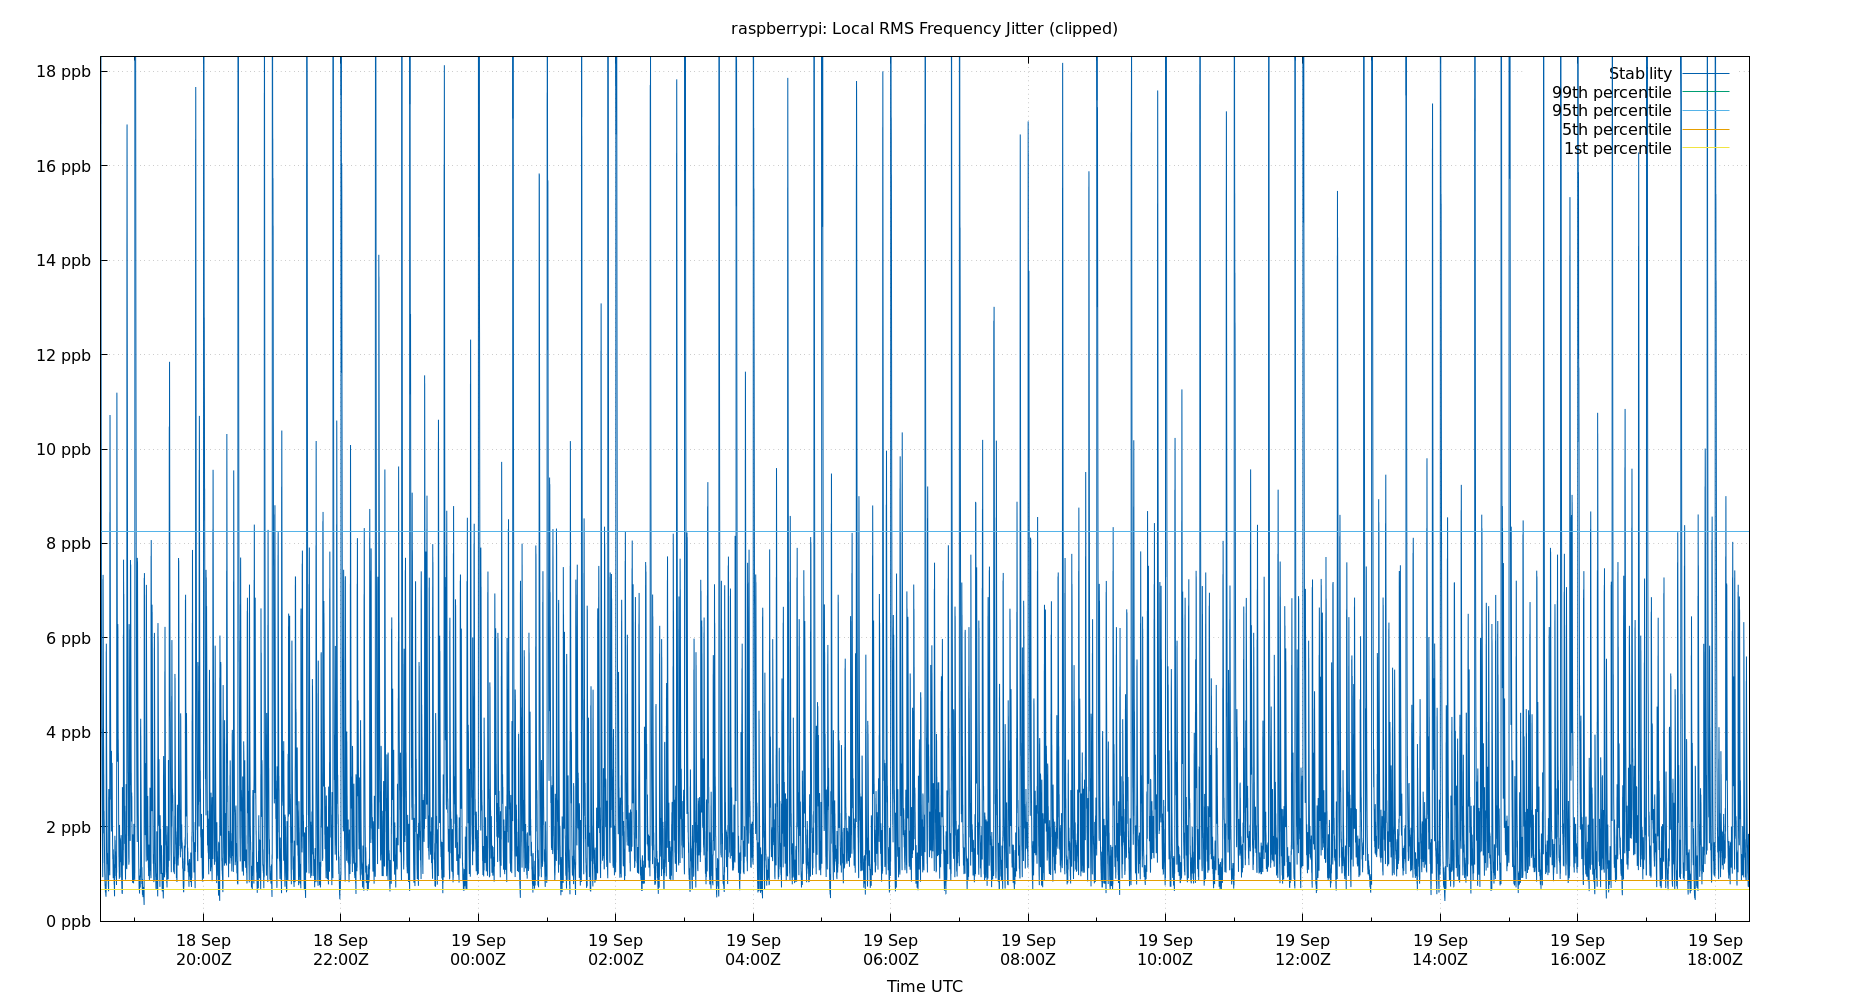 raspberrypi: Local RMS Frequency Jitter (clipped)
18 ppb
16 ppb
14 ppb
12 ppb
10 ppb
8 ppb
6 ppb
4 ppb
2 ppb
0 ppb
Stability
99th percentile
95th percentile
5th percentile
1st percentile
18 Sep
20:00Z
18 Sep
22:00Z
19 Sep
00:00Z
19 Sep
02:00Z
19 Sep
04:00Z
19 Sep
06:00Z
19 Sep
08:00Z
19 Sep
10:00Z
19 Sep
12:00Z
19 Sep
14:00Z
19 Sep
16:00Z
19 Sep
18:00Z
Time UTC